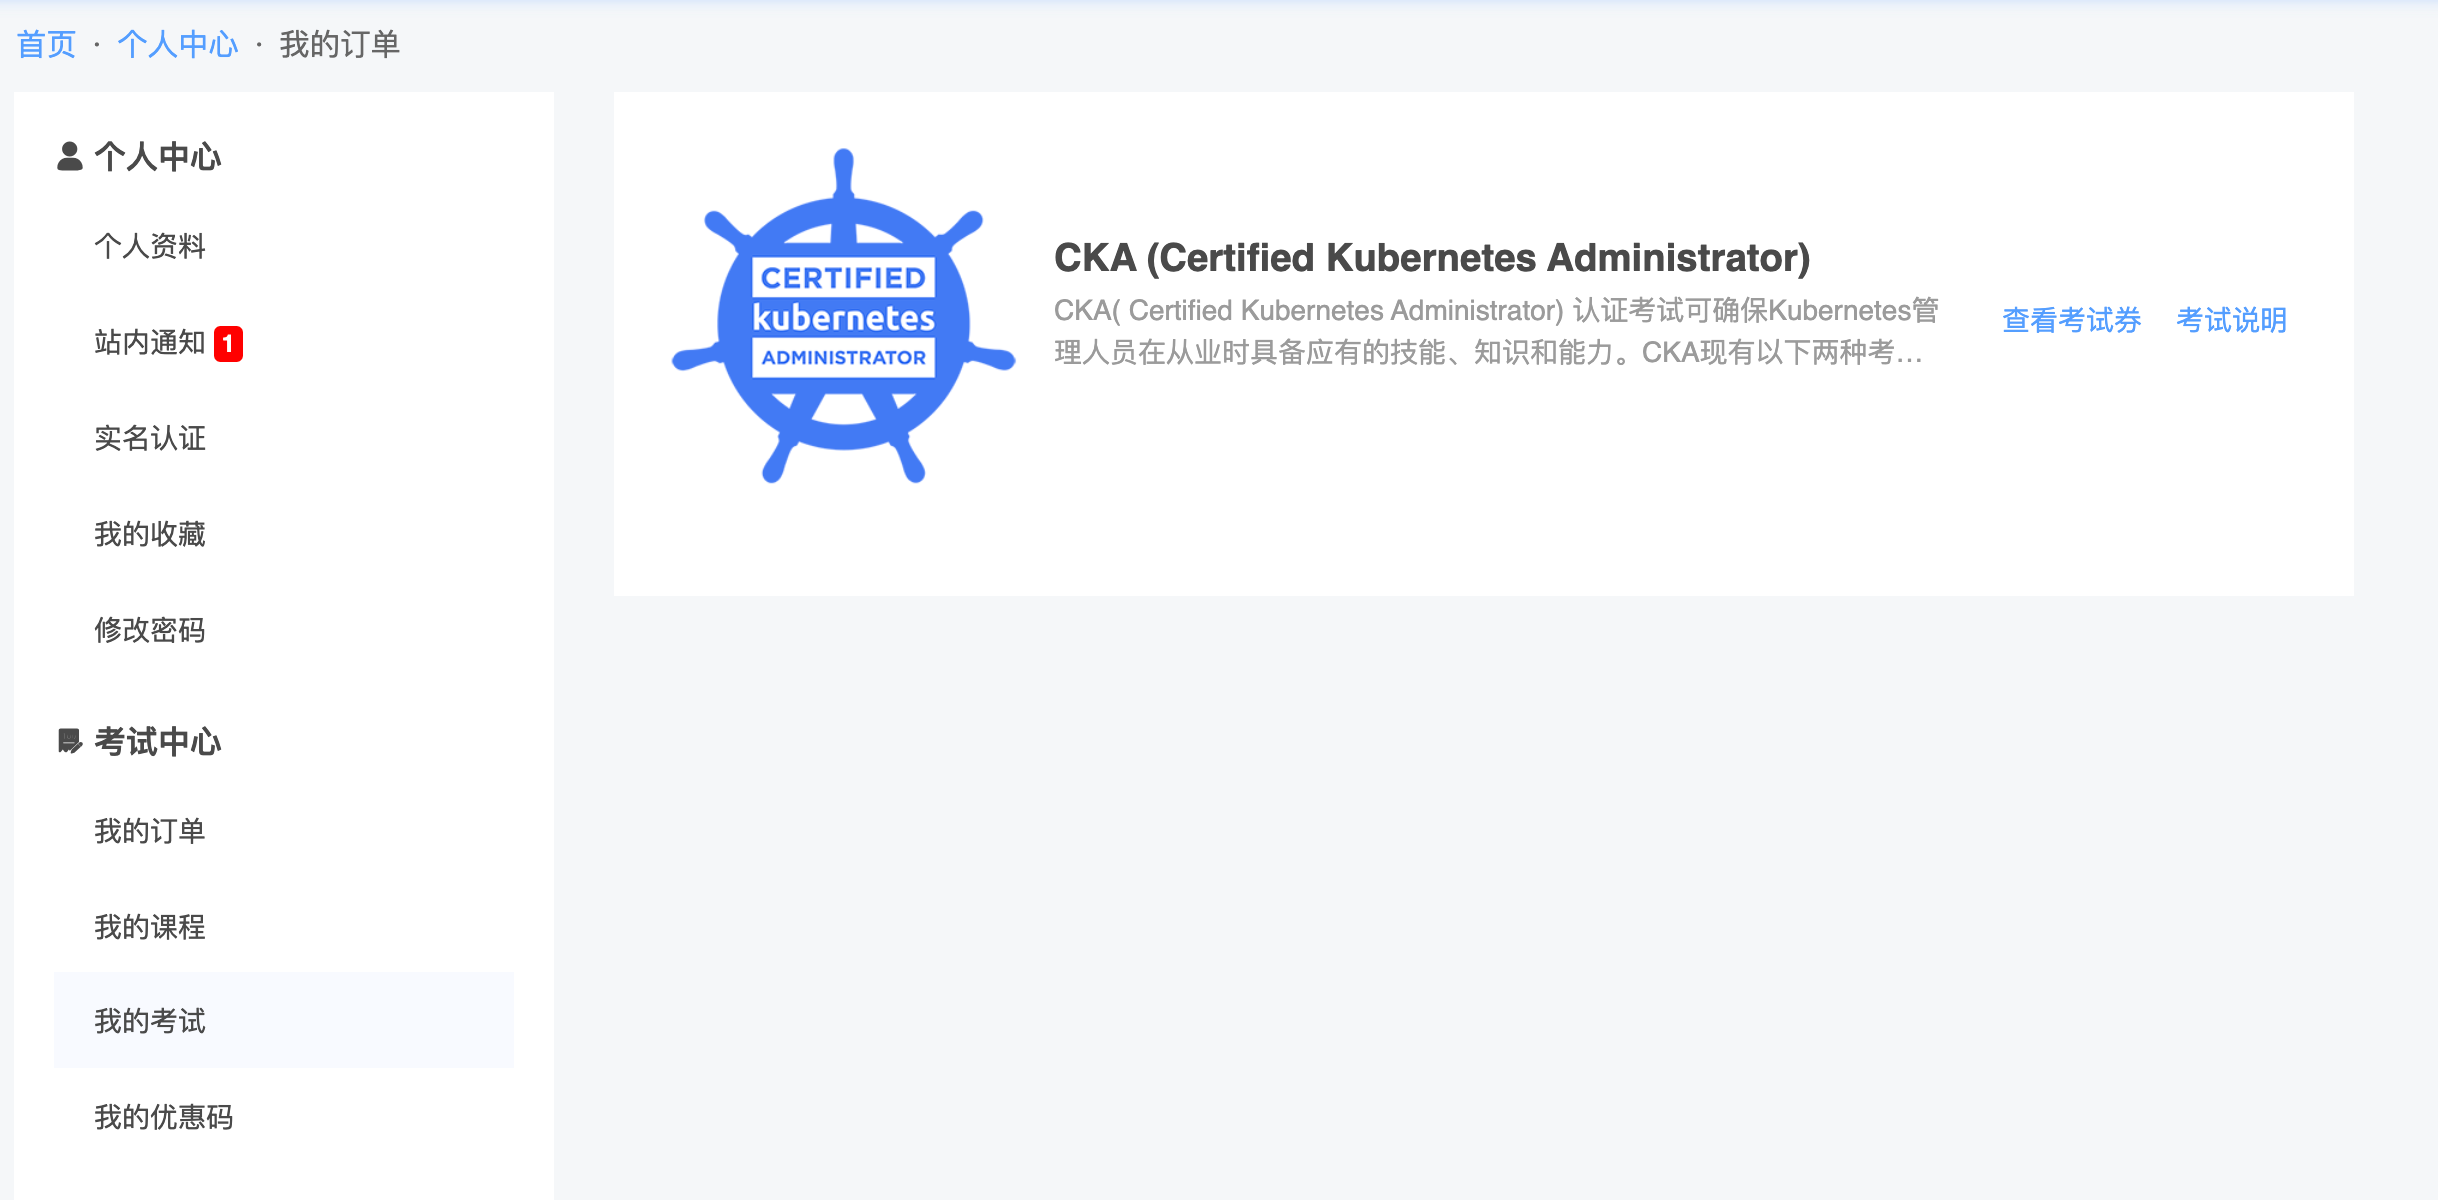 首页 · 个人中心 · 我的订单
个人中心
个人资料
站内通知 1
实名认证
我的收藏
修改密码
考试中心
我的订单
我的课程
我的考试
我的优惠码
CERTIFIED
kubernetes
ADMINISTRATOR
CKA (Certified Kubernetes Administrator)
CKA( Certified Kubernetes Administrator) 认证考试可确保Kubernetes管
理人员在从业时具备应有的技能、知识和能力。CKA现有以下两种考...
查看考试券 考试说明